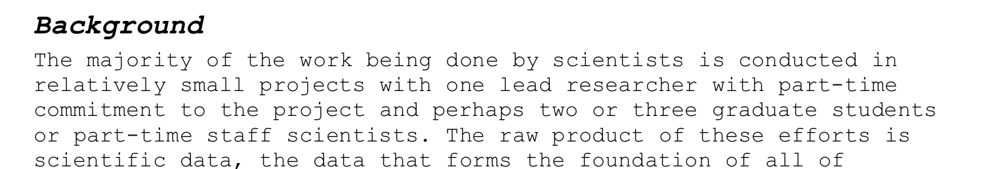 Background
The majority of the work being done by scientists is conducted in
relatively small projects with one lead researcher with part-time
commitment to the project and perhaps two or three graduate students
or part-time staff scientists. The raw product of these efforts is
scientific data, the data that forms the foundation of all of